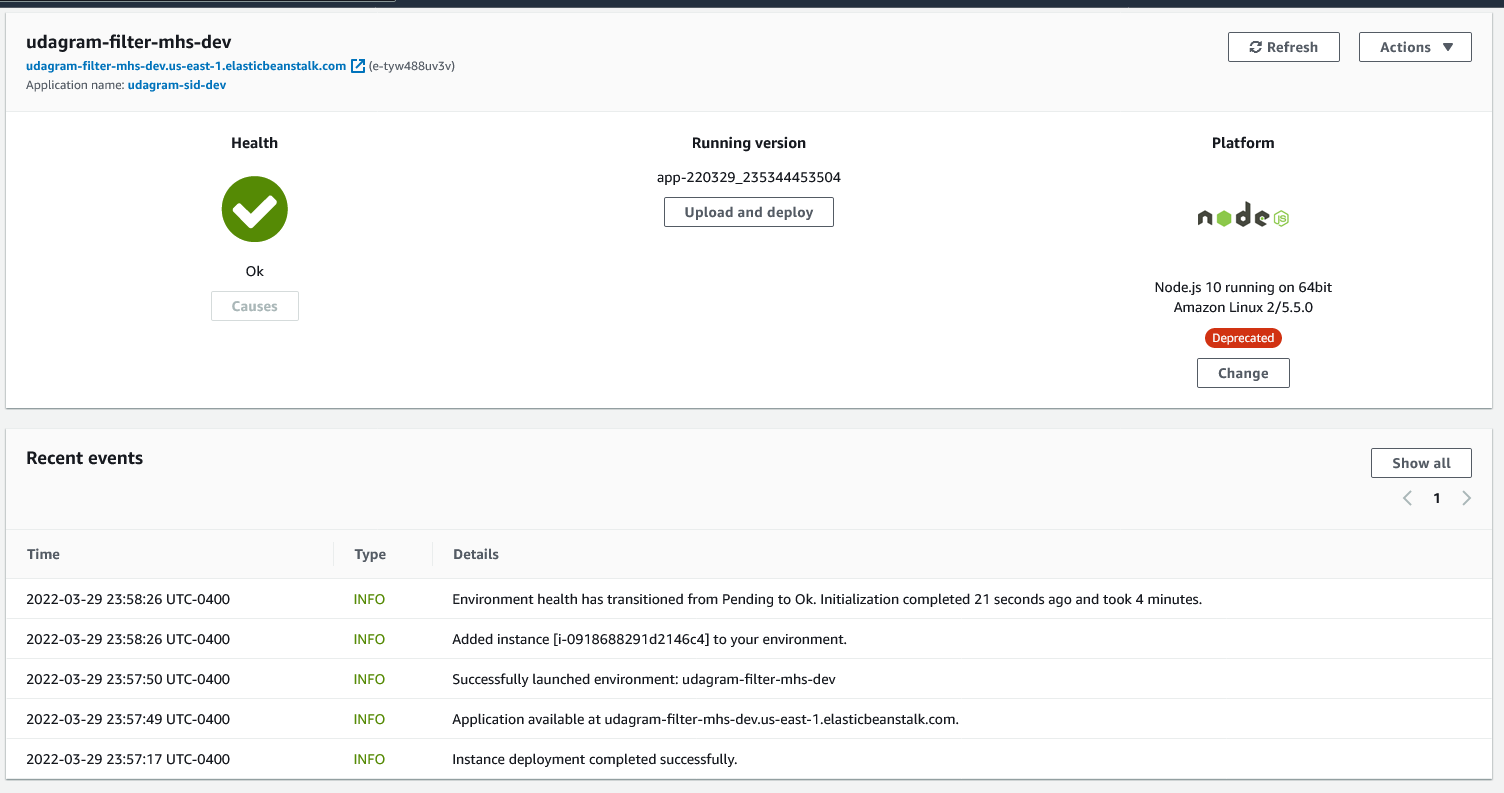 udagram-filter-mhs-dev
udagram-filter-mhs-dev.us-east-1.elasticbeanstalk.com (e-tyw488uv3v)
Application name: udagram-sid-dev
Refresh
Actions
Health
Ok
Causes
Running version
app-220329_235344453504
Upload and deploy
Platform
node JS
Node.js 10 running on 64bit
Amazon Linux 2/5.5.0
Deprecated
Change
Recent events
Show all
1
Time Type Details
2022-03-29 23:58:26 UTC-0400 INFO Environment health has transitioned from Pending to Ok. Initialization completed 21 seconds ago and took 4 minutes.
2022-03-29 23:58:26 UTC-0400 INFO Added instance [i-0918688291d2146c4] to your environment.
2022-03-29 23:57:50 UTC-0400 INFO Successfully launched environment: udagram-filter-mhs-dev
2022-03-29 23:57:49 UTC-0400 INFO Application available at udagram-filter-mhs-dev.us-east-1.elasticbeanstalk.com.
2022-03-29 23:57:17 UTC-0400 INFO Instance deployment completed successfully.